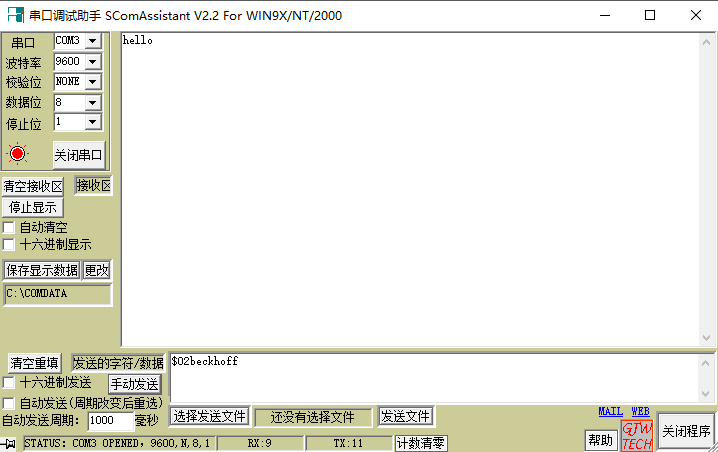 串口调试助手 SComAssistant V2.2 For WIN9X/NT/2000
串口 COM3
波特率 9600
校验位 NONE
数据位 8
停止位 1
关闭串口
清空接收区 接收区
停止显示
自动清空
十六进制显示
保存显示数据 更改
C:\COMDATA
hello
清空重填 发送的字符/数据
$02beckhoff
十六进制发送 手动发送
自动发送(周期改变后重选)
自动发送周期: 1000 毫秒
选择发送文件 还没有选择文件 发送文件
MAIL WEB
帮助 GJW TECH 关闭程序
STATUS: COM3 OPENED, 9600,N,8,1 RX:9 TX:11 计数清零